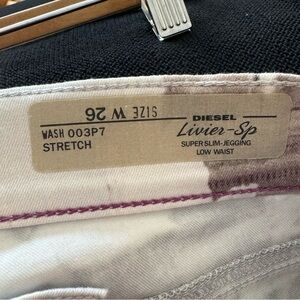 SIZE W 26
WASH 003P7
STRETCH
DIESEL
Livier-Sp
SUPER SLIM-JEGGING
LOW WAIST